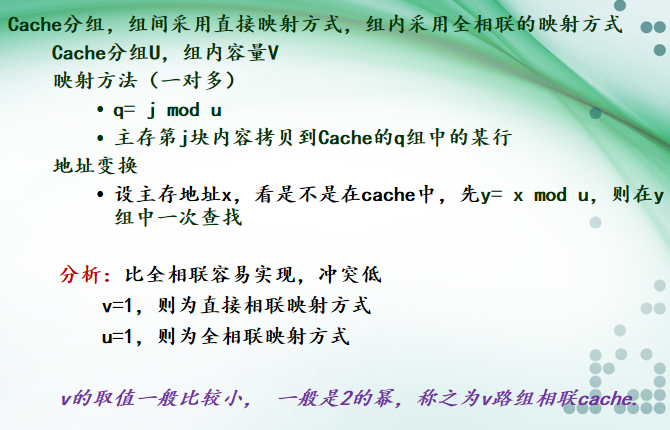 Cache分组，组间采用直接映射方式，组内采用全相联的映射方式
Cache分组U，组内容量V
映射方法（一对多）
• q= j mod u
• 主存第j块内容拷贝到Cache的q组中的某行
地址变换
• 设主存地址x，看是不是在cache中，先y= x mod u，则在y
组中一次查找
分析：比全相联容易实现，冲突低
v=1，则为直接相联映射方式
u=1，则为全相联映射方式
v的取值一般比较小， 一般是2的幂，称之为v路组相联cache.